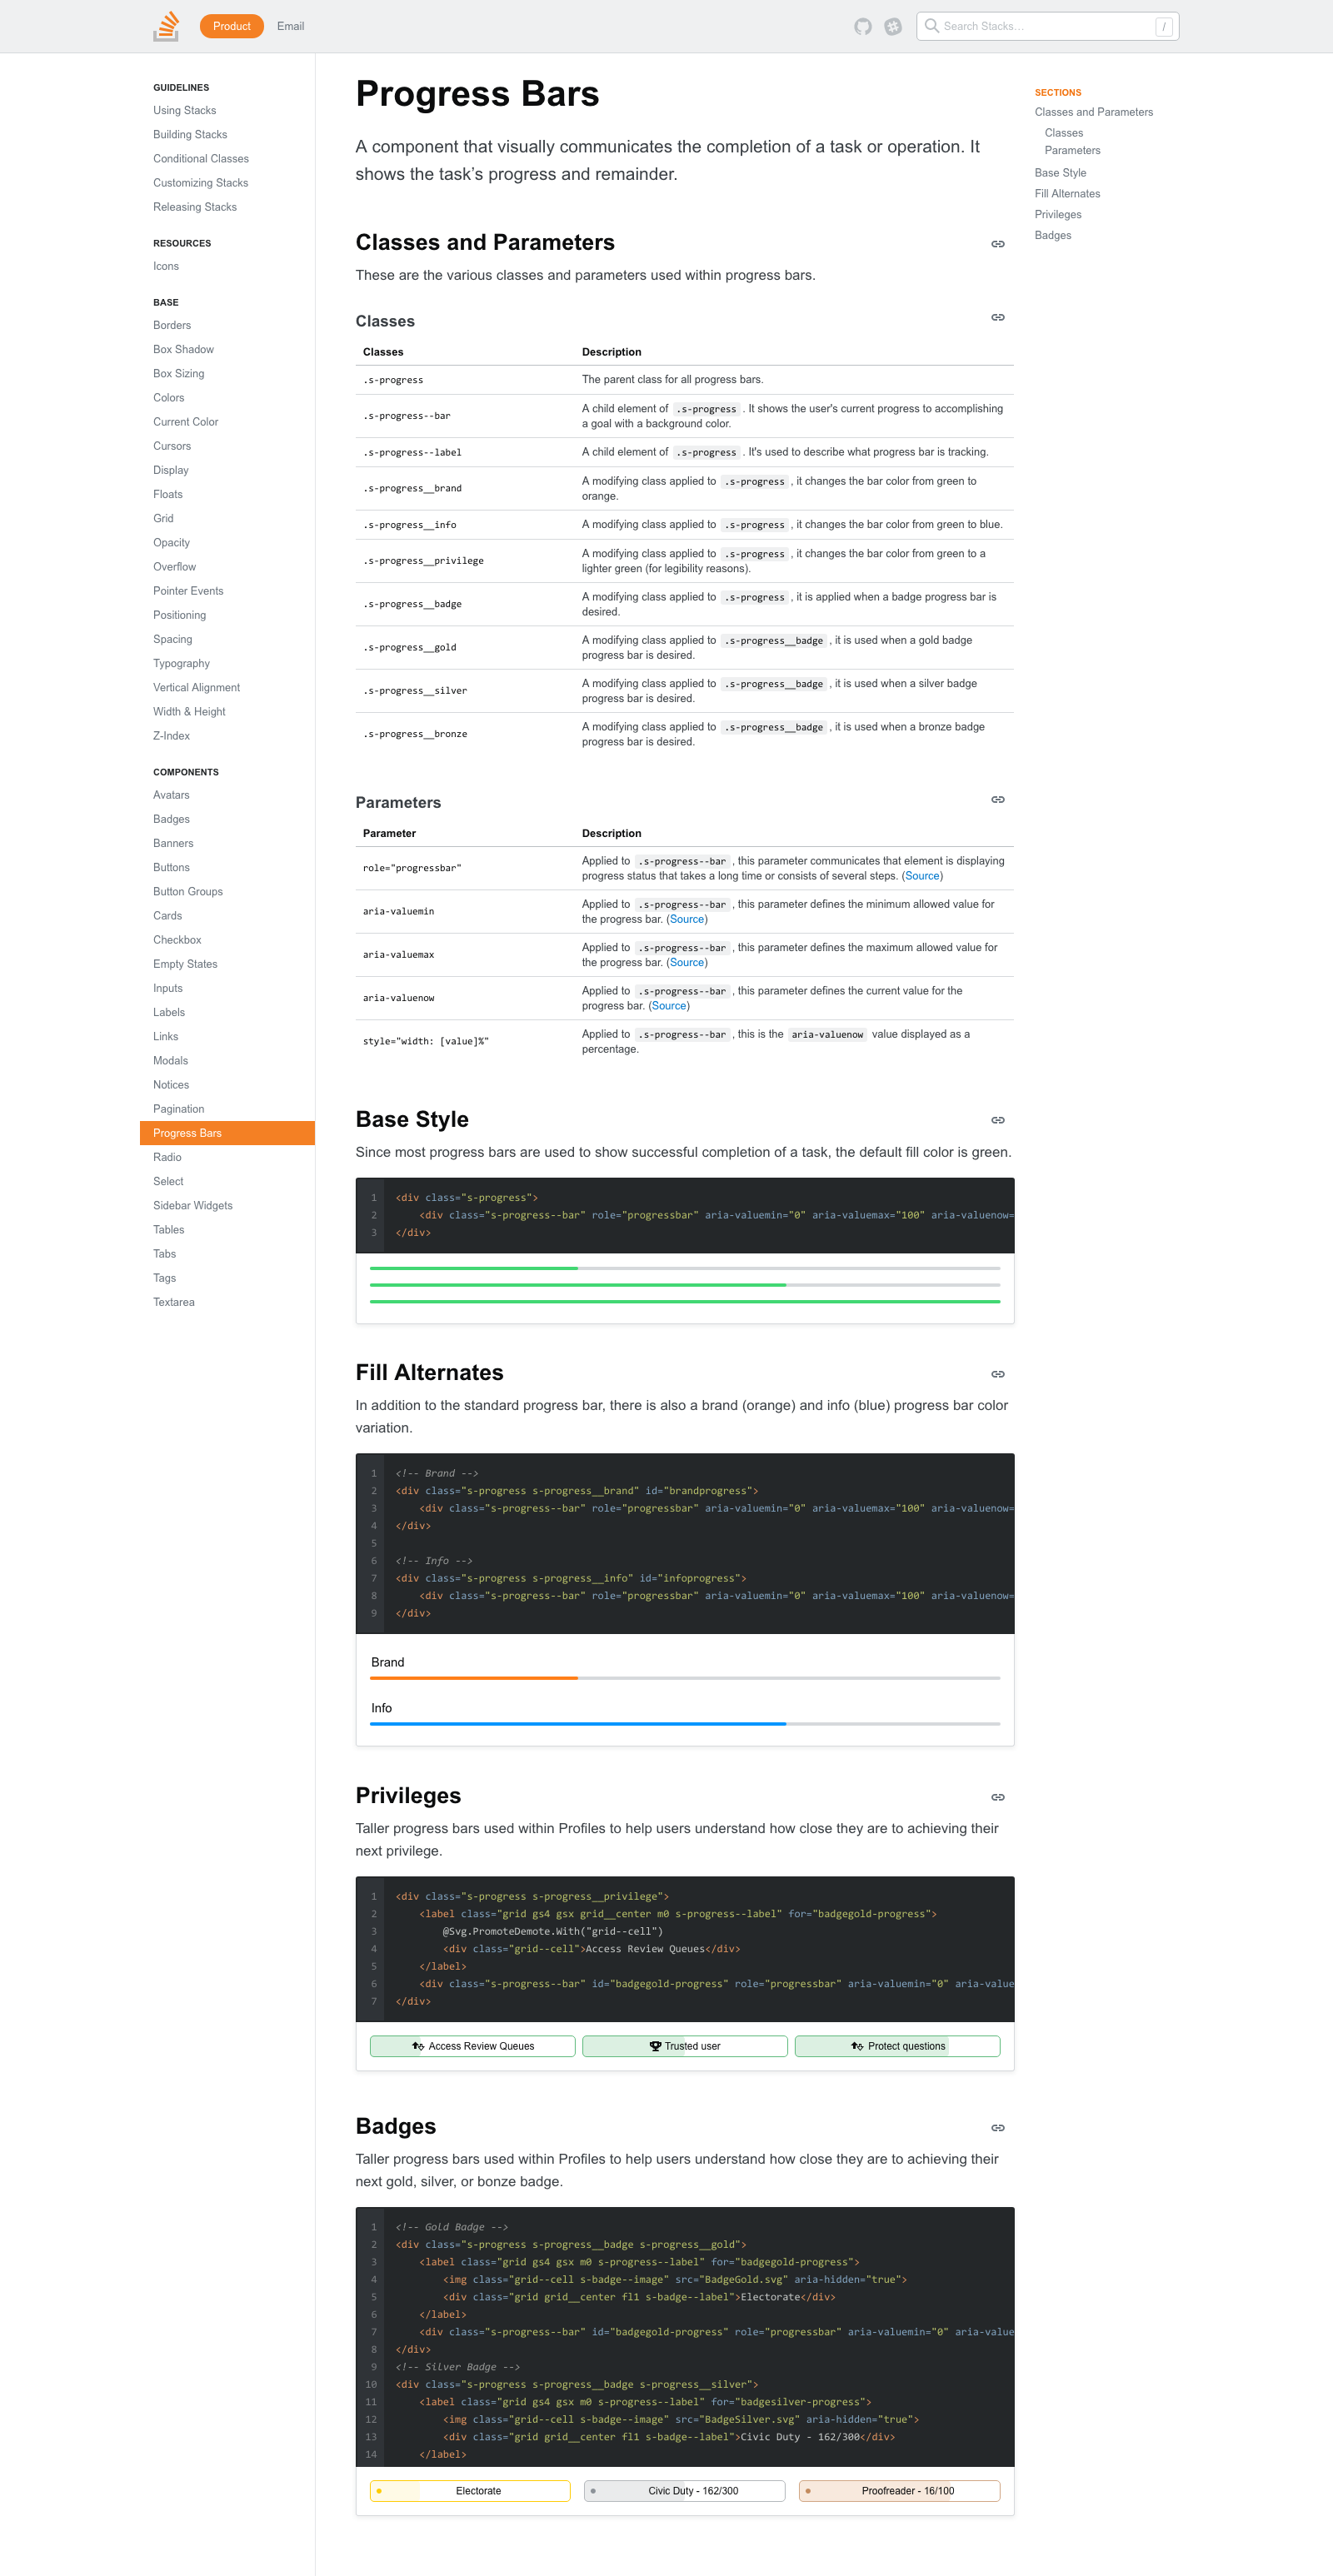 Product
Email
Search Stacks…
/
GUIDELINES
Using Stacks
Building Stacks
Conditional Classes
Customizing Stacks
Releasing Stacks
RESOURCES
Icons
BASE
Borders
Box Shadow
Box Sizing
Colors
Current Color
Cursors
Display
Floats
Grid
Opacity
Overflow
Pointer Events
Positioning
Spacing
Typography
Vertical Alignment
Width & Height
Z-Index
COMPONENTS
Avatars
Badges
Banners
Buttons
Button Groups
Cards
Checkbox
Empty States
Inputs
Labels
Links
Modals
Notices
Pagination
Progress Bars
Radio
Select
Sidebar Widgets
Tables
Tabs
Tags
Textarea
Progress Bars
A component that visually communicates the completion of a task or operation. It
shows the task’s progress and remainder.
Classes and Parameters
These are the various classes and parameters used within progress bars.
Classes
Classes Description
.s-progress The parent class for all progress bars.
.s-progress--bar A child element of .s-progress . It shows the user's current progress to accomplishing
a goal with a background color.
.s-progress--label A child element of .s-progress . It's used to describe what progress bar is tracking.
.s-progress__brand A modifying class applied to .s-progress , it changes the bar color from green to
orange.
.s-progress__info A modifying class applied to .s-progress , it changes the bar color from green to blue.
.s-progress__privilege A modifying class applied to .s-progress , it changes the bar color from green to a
lighter green (for legibility reasons).
.s-progress__badge A modifying class applied to .s-progress , it is applied when a badge progress bar is
desired.
.s-progress__gold A modifying class applied to .s-progress__badge , it is used when a gold badge
progress bar is desired.
.s-progress__silver A modifying class applied to .s-progress__badge , it is used when a silver badge
progress bar is desired.
.s-progress__bronze A modifying class applied to .s-progress__badge , it is used when a bronze badge
progress bar is desired.
Parameters
Parameter Description
role="progressbar" Applied to .s-progress--bar , this parameter communicates that element is displaying
progress status that takes a long time or consists of several steps. (Source)
aria-valuemin Applied to .s-progress--bar , this parameter defines the minimum allowed value for
the progress bar. (Source)
aria-valuemax Applied to .s-progress--bar , this parameter defines the maximum allowed value for
the progress bar. (Source)
aria-valuenow Applied to .s-progress--bar , this parameter defines the current value for the
progress bar. (Source)
style="width: [value]%" Applied to .s-progress--bar , this is the aria-valuenow value displayed as a
percentage.
Base Style
Since most progress bars are used to show successful completion of a task, the default fill color is green.
1 <div class="s-progress">
2 <div class="s-progress--bar" role="progressbar" aria-valuemin="0" aria-valuemax="100" aria-valuenow=
3 </div>
Fill Alternates
In addition to the standard progress bar, there is also a brand (orange) and info (blue) progress bar color
variation.
1 <!-- Brand -->
2 <div class="s-progress s-progress__brand" id="brandprogress">
3 <div class="s-progress--bar" role="progressbar" aria-valuemin="0" aria-valuemax="100" aria-valuenow=
4 </div>
5
6 <!-- Info -->
7 <div class="s-progress s-progress__info" id="infoprogress">
8 <div class="s-progress--bar" role="progressbar" aria-valuemin="0" aria-valuemax="100" aria-valuenow=
9 </div>
Brand
Info
Privileges
Taller progress bars used within Profiles to help users understand how close they are to achieving their
next privilege.
1 <div class="s-progress s-progress__privilege">
2 <label class="grid gs4 gsx grid__center m0 s-progress--label" for="badgegold-progress">
3 @Svg.PromoteDemote.With("grid--cell")
4 <div class="grid--cell">Access Review Queues</div>
5 </label>
6 <div class="s-progress--bar" id="badgegold-progress" role="progressbar" aria-valuemin="0" aria-value
7 </div>
Access Review Queues
Trusted user
Protect questions
Badges
Taller progress bars used within Profiles to help users understand how close they are to achieving their
next gold, silver, or bonze badge.
1 <!-- Gold Badge -->
2 <div class="s-progress s-progress__badge s-progress__gold">
3 <label class="grid gs4 gsx m0 s-progress--label" for="badgegold-progress">
4 <img class="grid--cell s-badge--image" src="BadgeGold.svg" aria-hidden="true">
5 <div class="grid grid__center fl1 s-badge--label">Electorate</div>
6 </label>
7 <div class="s-progress--bar" id="badgegold-progress" role="progressbar" aria-valuemin="0" aria-value
8 </div>
9 <!-- Silver Badge -->
10 <div class="s-progress s-progress__badge s-progress__silver">
11 <label class="grid gs4 gsx m0 s-progress--label" for="badgesilver-progress">
12 <img class="grid--cell s-badge--image" src="BadgeSilver.svg" aria-hidden="true">
13 <div class="grid grid__center fl1 s-badge--label">Civic Duty - 162/300</div>
14 </label>
Electorate
Civic Duty - 162/300
Proofreader - 16/100
SECTIONS
Classes and Parameters
Classes
Parameters
Base Style
Fill Alternates
Privileges
Badges